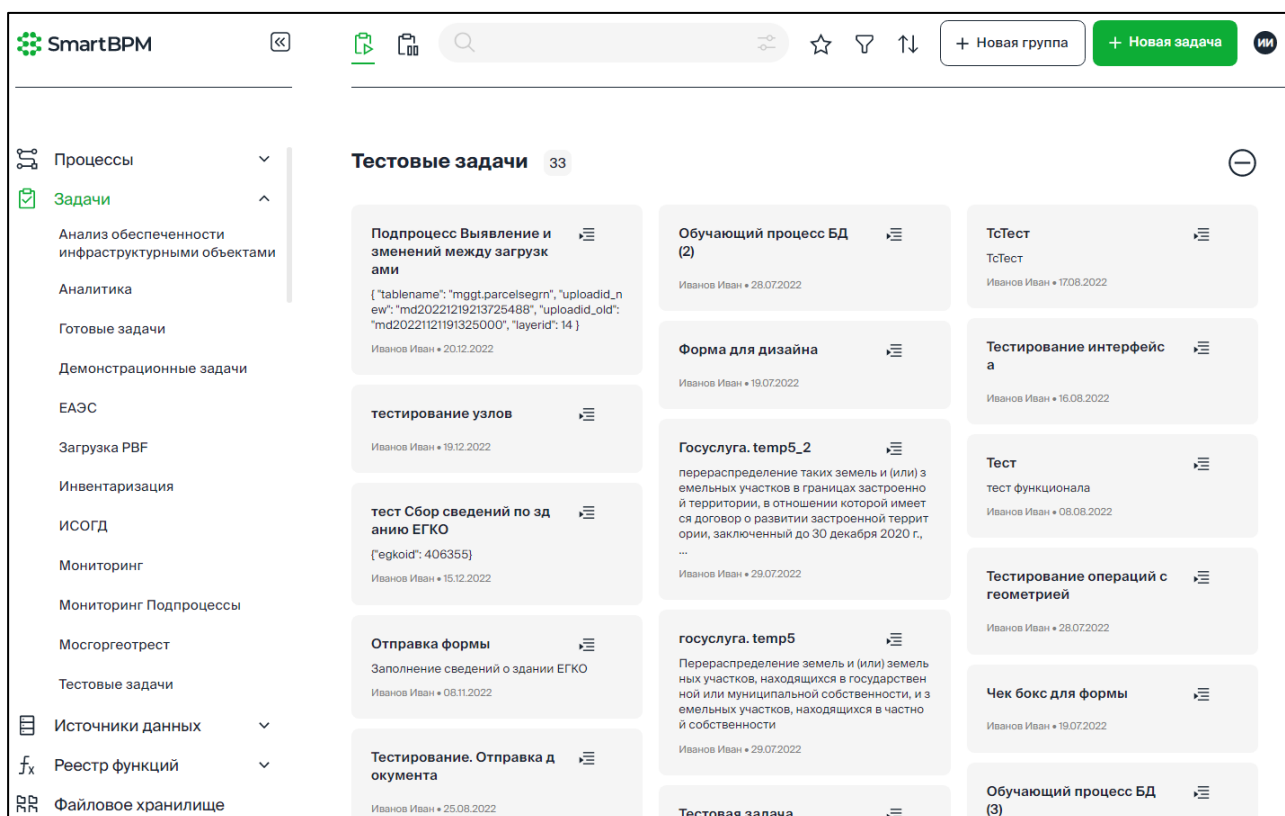 SmartBPM
+ Новая группа
+ Новая задача
ИИ
Процессы
Задачи
Анализ обеспеченности
инфраструктурными объектами
Аналитика
Готовые задачи
Демонстрационные задачи
ЕАЭС
Загрузка PBF
Инвентаризация
ИСОГД
Мониторинг
Мониторинг Подпроцессы
Мосгоргеотрест
Тестовые задачи
Источники данных
fx Реестр функций
Файловое хранилище
Тестовые задачи 33
Подпроцесс Выявление и
зменений между загрузк
ами
{ "tablename": "mggt.parcelsegrn", "uploadid_n
ew": "md20221219213725488", "uploadid_old":
"md20221121191325000", "layerid": 14 }
Иванов Иван • 20.12.2022
тестирование узлов
Иванов Иван • 19.12.2022
тест Сбор сведений по зд
анию ЕГКО
{"egkoid": 406355}
Иванов Иван • 15.12.2022
Отправка формы
Заполнение сведений о здании ЕГКО
Иванов Иван • 08.11.2022
Тестирование. Отправка д
окумента
Иванов Иван • 25.08.2022
Обучающий процесс БД
(2)
Иванов Иван • 28.07.2022
Форма для дизайна
Иванов Иван • 19.07.2022
Госуслуга. temp5_2
перераспределение таких земель и (или) з
емельных участков в границах застроенно
й территории, в отношении которой имеет
ся договор о развитии застроенной террит
ории, заключенный до 30 декабря 2020 г.,
...
Иванов Иван • 29.07.2022
госуслуга. temp5
Перераспределение земель и (или) земель
ных участков, находящихся в государствен
ной или муниципальной собственности, и з
емельных участков, находящихся в частно
й собственности
Иванов Иван • 29.07.2022
Тестовая задача
ТсТест
ТсТест
Иванов Иван • 17.08.2022
Тестирование интерфейс
а
Иванов Иван • 16.08.2022
Тест
тест функционала
Иванов Иван • 08.08.2022
Тестирование операций с
геометрией
Иванов Иван • 28.07.2022
Чек бокс для формы
Иванов Иван • 19.07.2022
Обучающий процесс БД
(3)